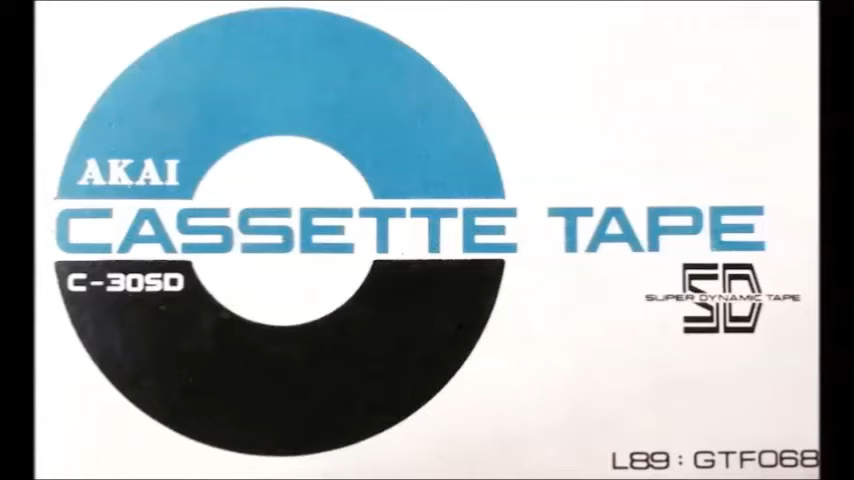 AKAI
CASSETTE TAPE
C-30SD
SD
SUPER DYNAMIC TAPE
L89 : GTF068